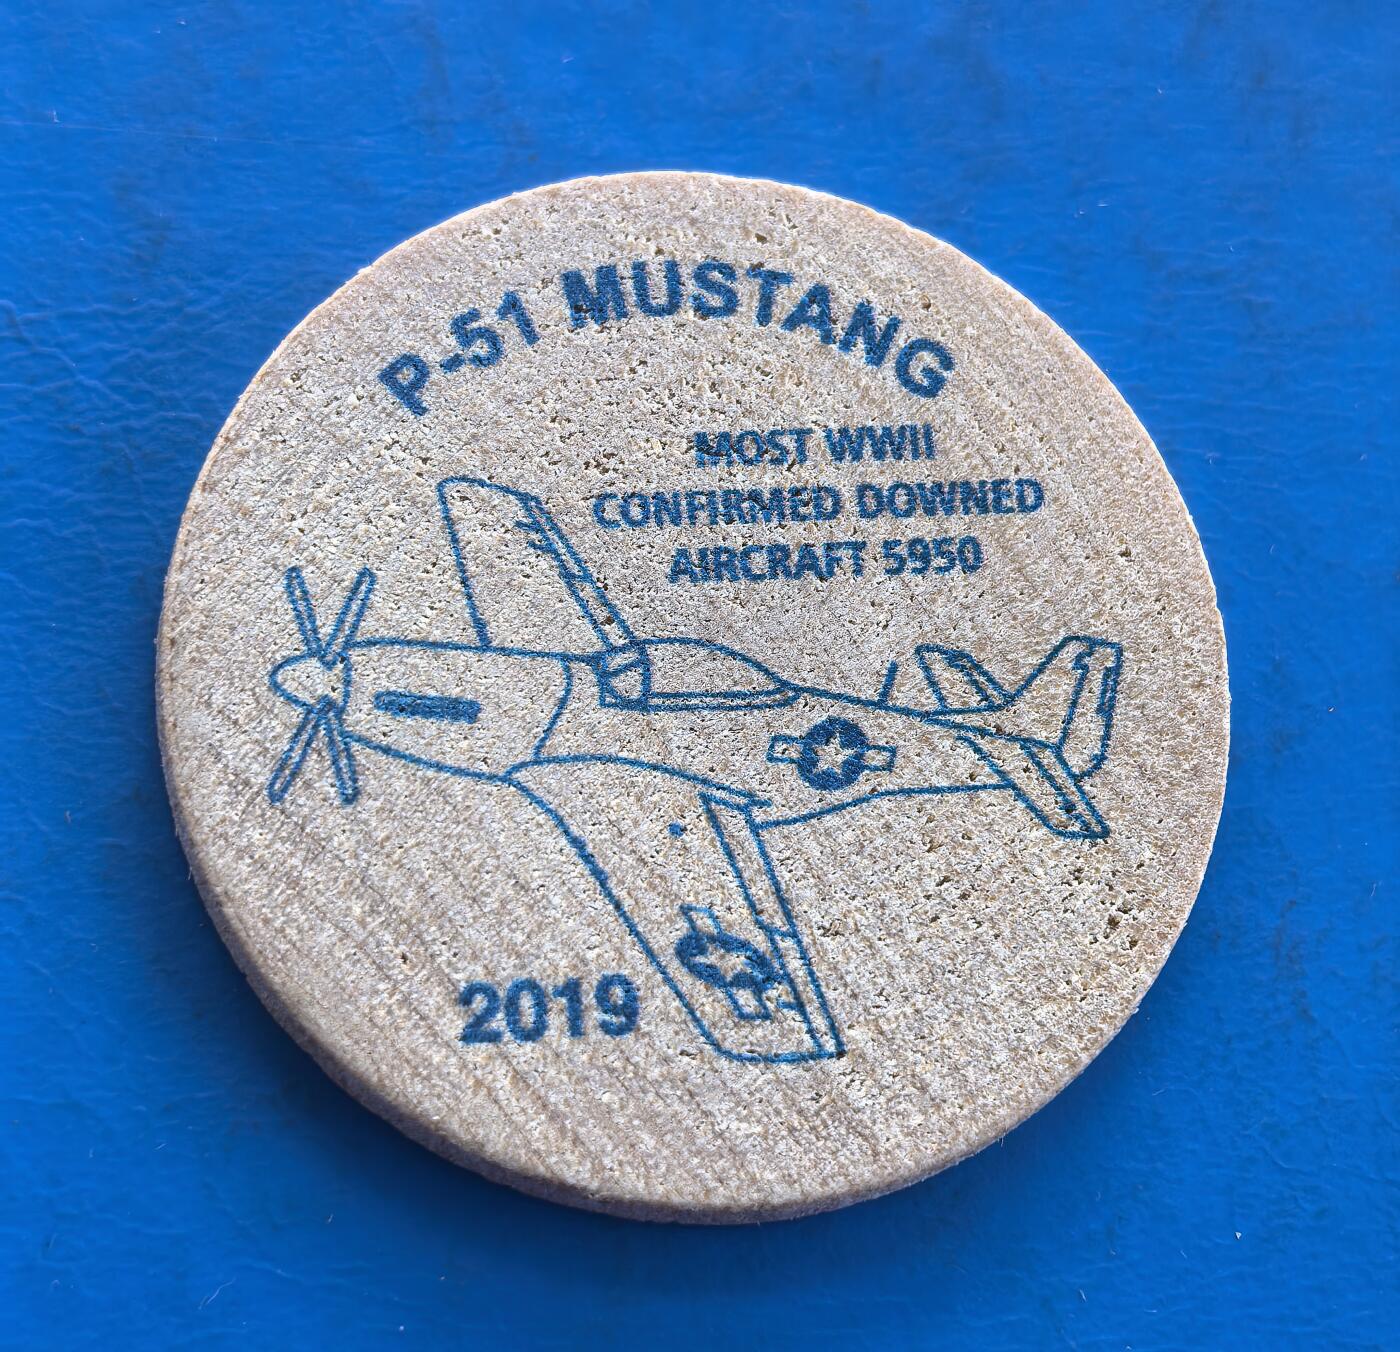 P-51 MUSTANG
MOST WWII
CONFIRMED DOWNED
AIRCRAFT 5950
2019